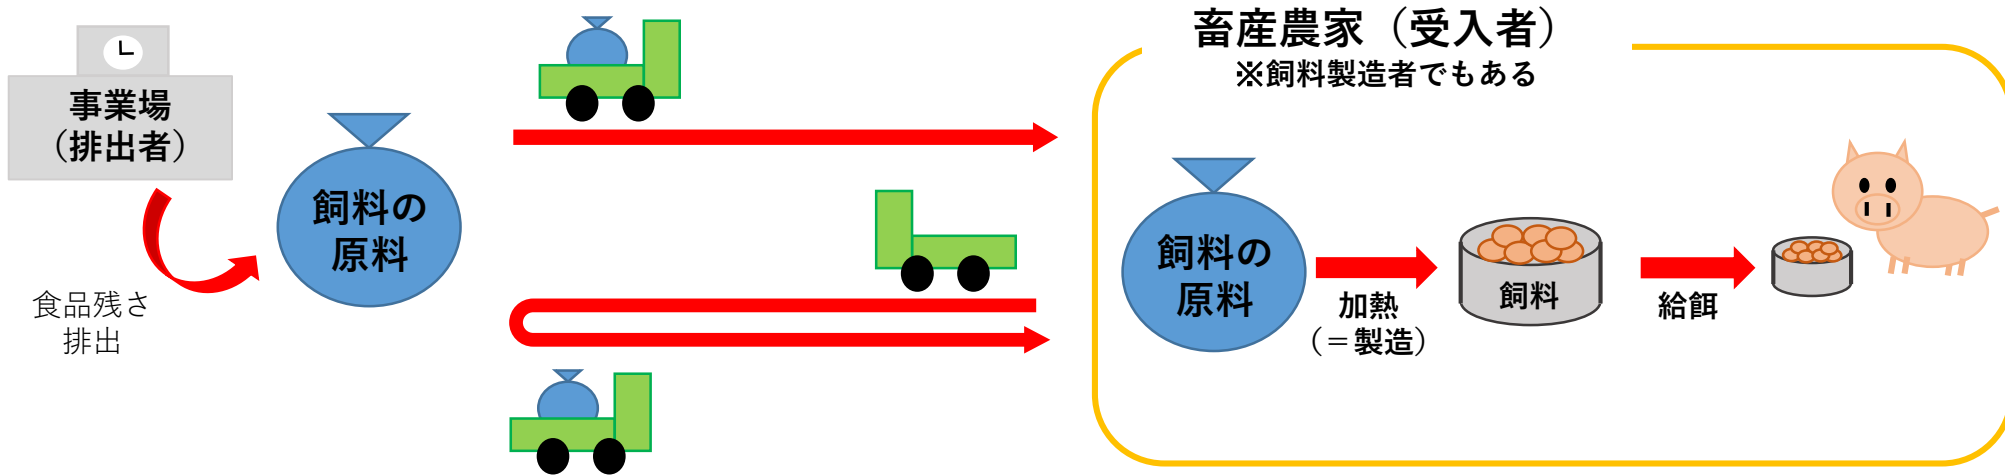 事業場
（排出者）
食品残さ
排出
飼料の
原料
畜産農家（受入者）
※飼料製造者でもある
飼料の
原料
加熱
（＝製造）
飼料
給餌